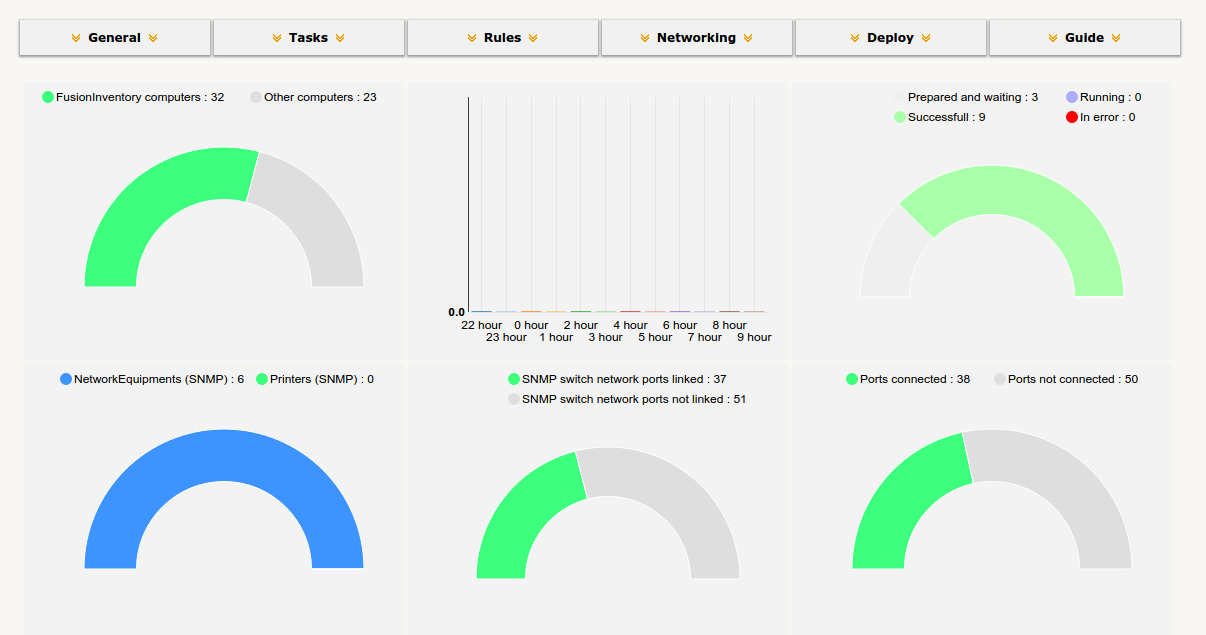 General
Tasks
Rules
Networking
Deploy
Guide
FusionInventory computers : 32
Other computers : 23
0.0
22 hour
0 hour
2 hour
4 hour
6 hour
8 hour
23 hour
1 hour
3 hour
5 hour
7 hour
9 hour
Prepared and waiting : 3
Running : 0
Successfull : 9
In error : 0
NetworkEquipments (SNMP) : 6
Printers (SNMP) : 0
SNMP switch network ports linked : 37
SNMP switch network ports not linked : 51
Ports connected : 38
Ports not connected : 50